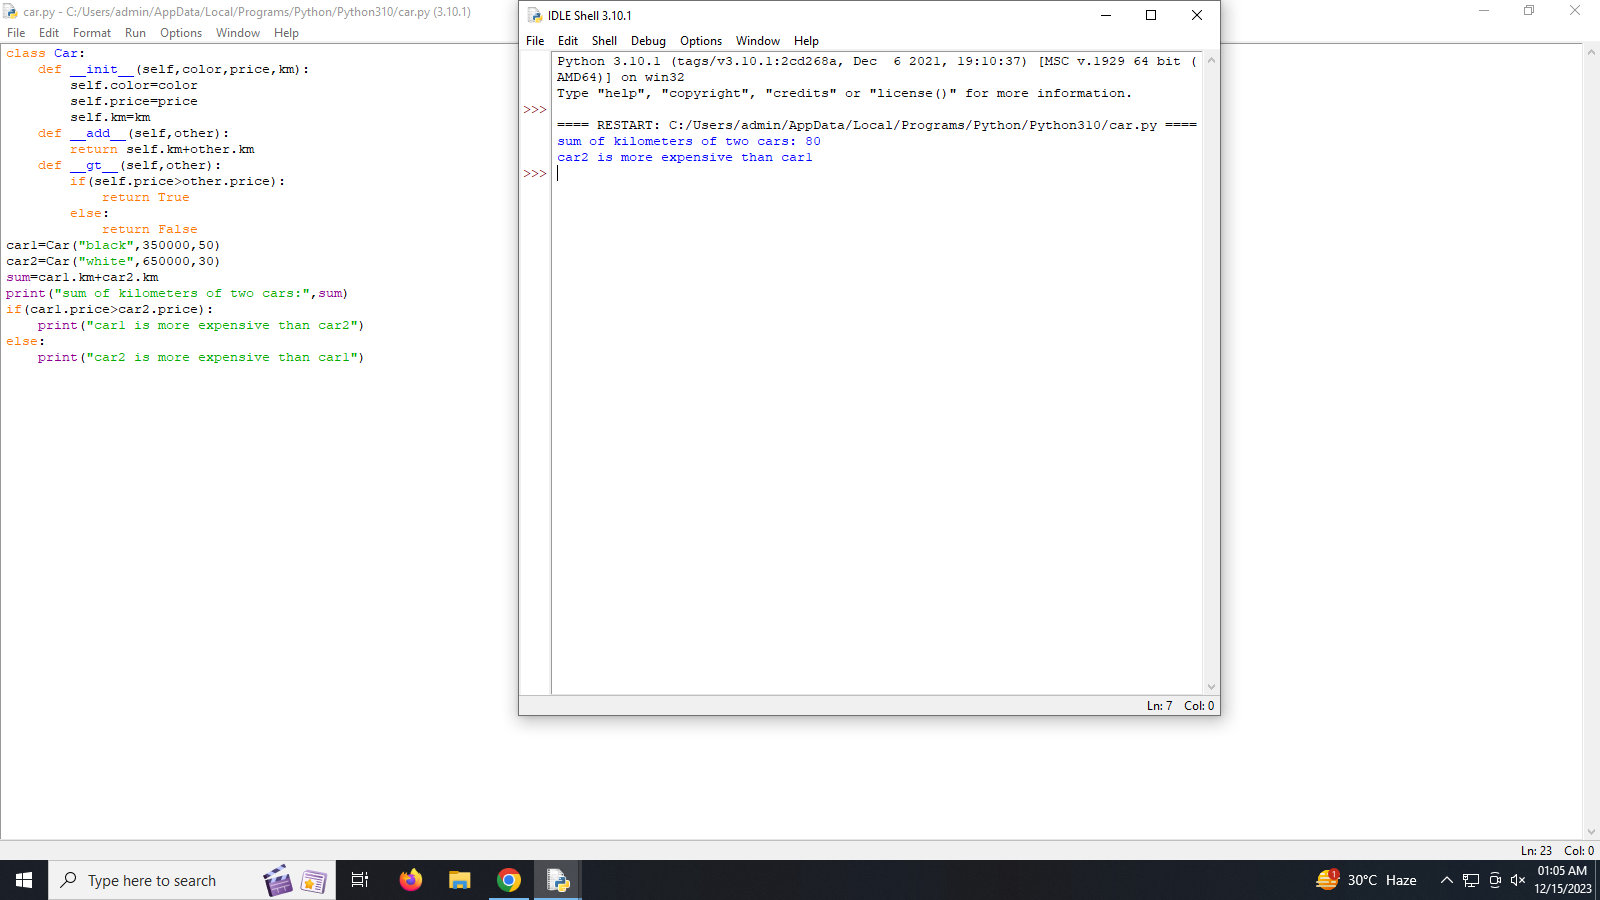 car.py - C:/Users/admin/AppData/Local/Programs/Python/Python310/car.py (3.10.1)
File Edit Format Run Options Window Help
class Car:
    def __init__(self,color,price,km):
        self.color=color
        self.price=price
        self.km=km
    def __add__(self,other):
        return self.km+other.km
    def __gt__(self,other):
        if(self.price>other.price):
            return True
        else:
            return False
car1=Car("black",350000,50)
car2=Car("white",650000,30)
sum=car1.km+car2.km
print("sum of kilometers of two cars:",sum)
if(car1.price>car2.price):
    print("car1 is more expensive than car2")
else:
    print("car2 is more expensive than car1")
IDLE Shell 3.10.1
File Edit Shell Debug Options Window Help
Python 3.10.1 (tags/v3.10.1:2cd268a, Dec  6 2021, 19:10:37) [MSC v.1929 64 bit (
AMD64)] on win32
Type "help", "copyright", "credits" or "license()" for more information.
>>>
==== RESTART: C:/Users/admin/AppData/Local/Programs/Python/Python310/car.py ====
sum of kilometers of two cars: 80
car2 is more expensive than car1
>>>
Ln: 7 Col: 0
Ln: 23 Col: 0
Type here to search
1
30°C Haze
01:05 AM
12/15/2023